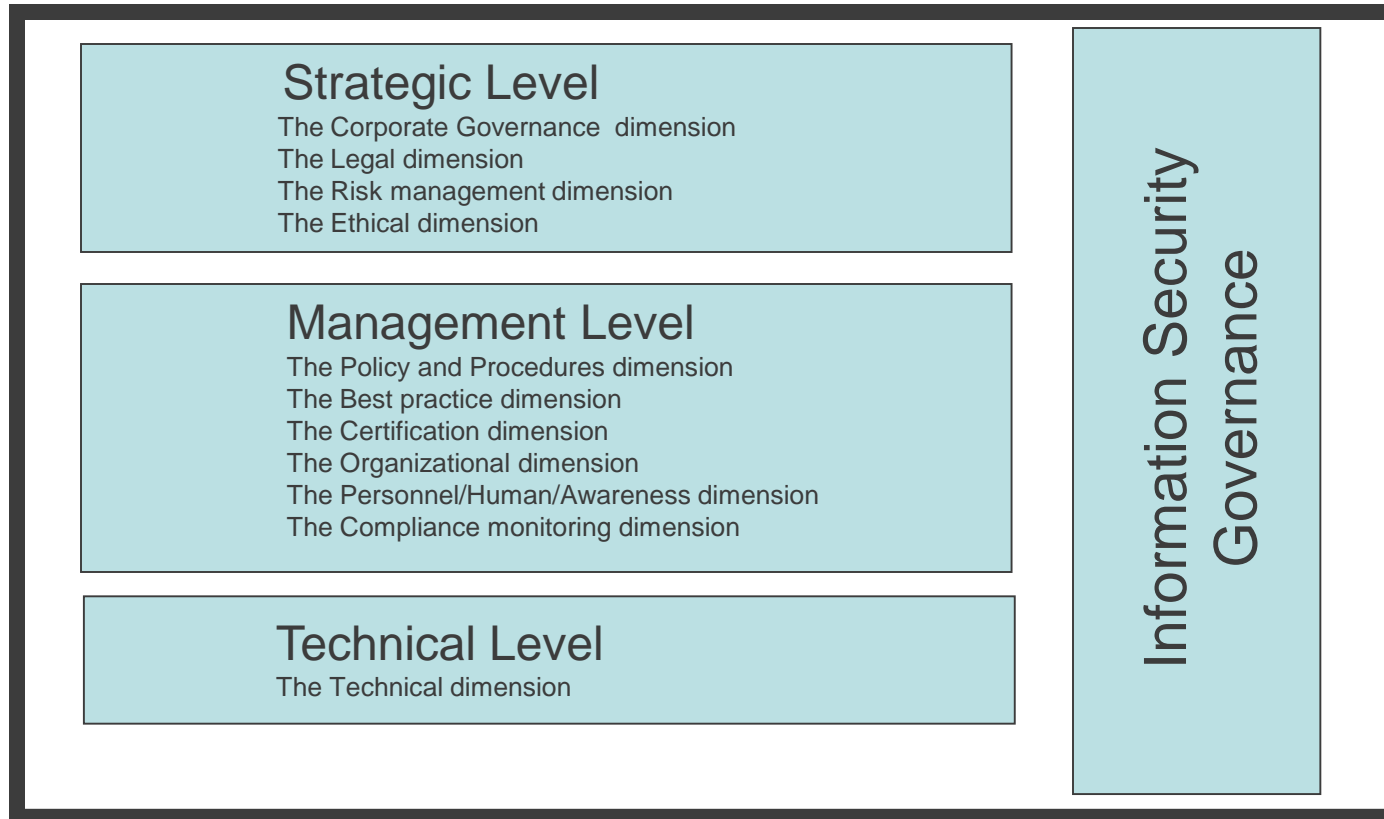 Strategic Level
The Corporate Governance  dimension
The Legal dimension
The Risk management dimension
The Ethical dimension
Management Level
The Policy and Procedures dimension
The Best practice dimension
The Certification dimension
The Organizational dimension
The Personnel/Human/Awareness dimension
The Compliance monitoring dimension
Technical Level
The Technical dimension
Information Security
Governance